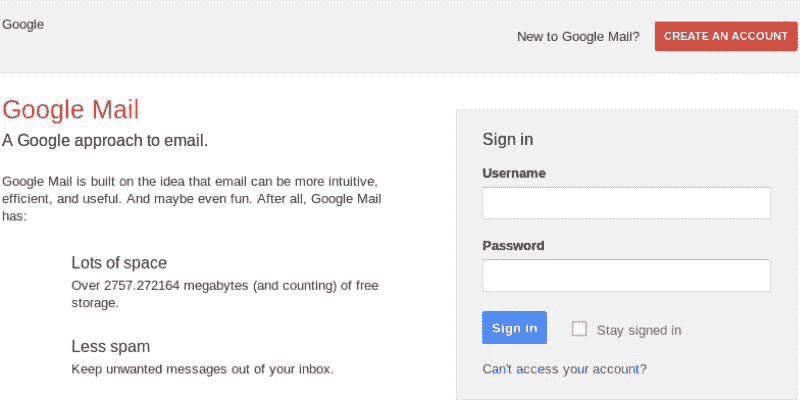 Google
New to Google Mail?
CREATE AN ACCOUNT
Google Mail
A Google approach to email.
Google Mail is built on the idea that email can be more intuitive,
efficient, and useful. And maybe even fun. After all, Google Mail
has:
Lots of space
Over 2757.272164 megabytes (and counting) of free
storage.
Less spam
Keep unwanted messages out of your inbox.
Sign in
Username
Password
Sign in
Stay signed in
Can't access your account?